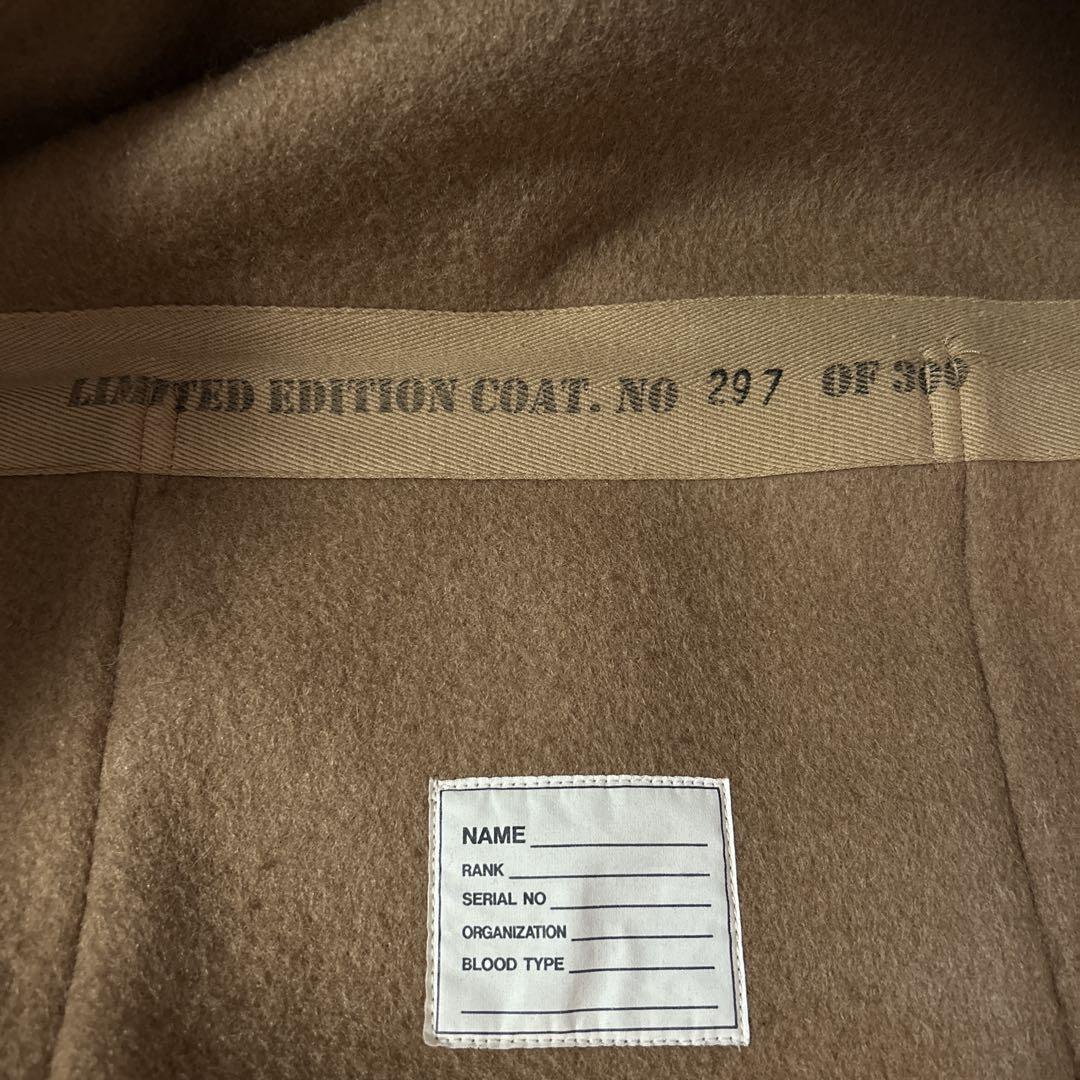 LIMITED EDITION COAT. NO 297 OF 300
NAME
RANK
SERIAL NO
ORGANIZATION
BLOOD TYPE